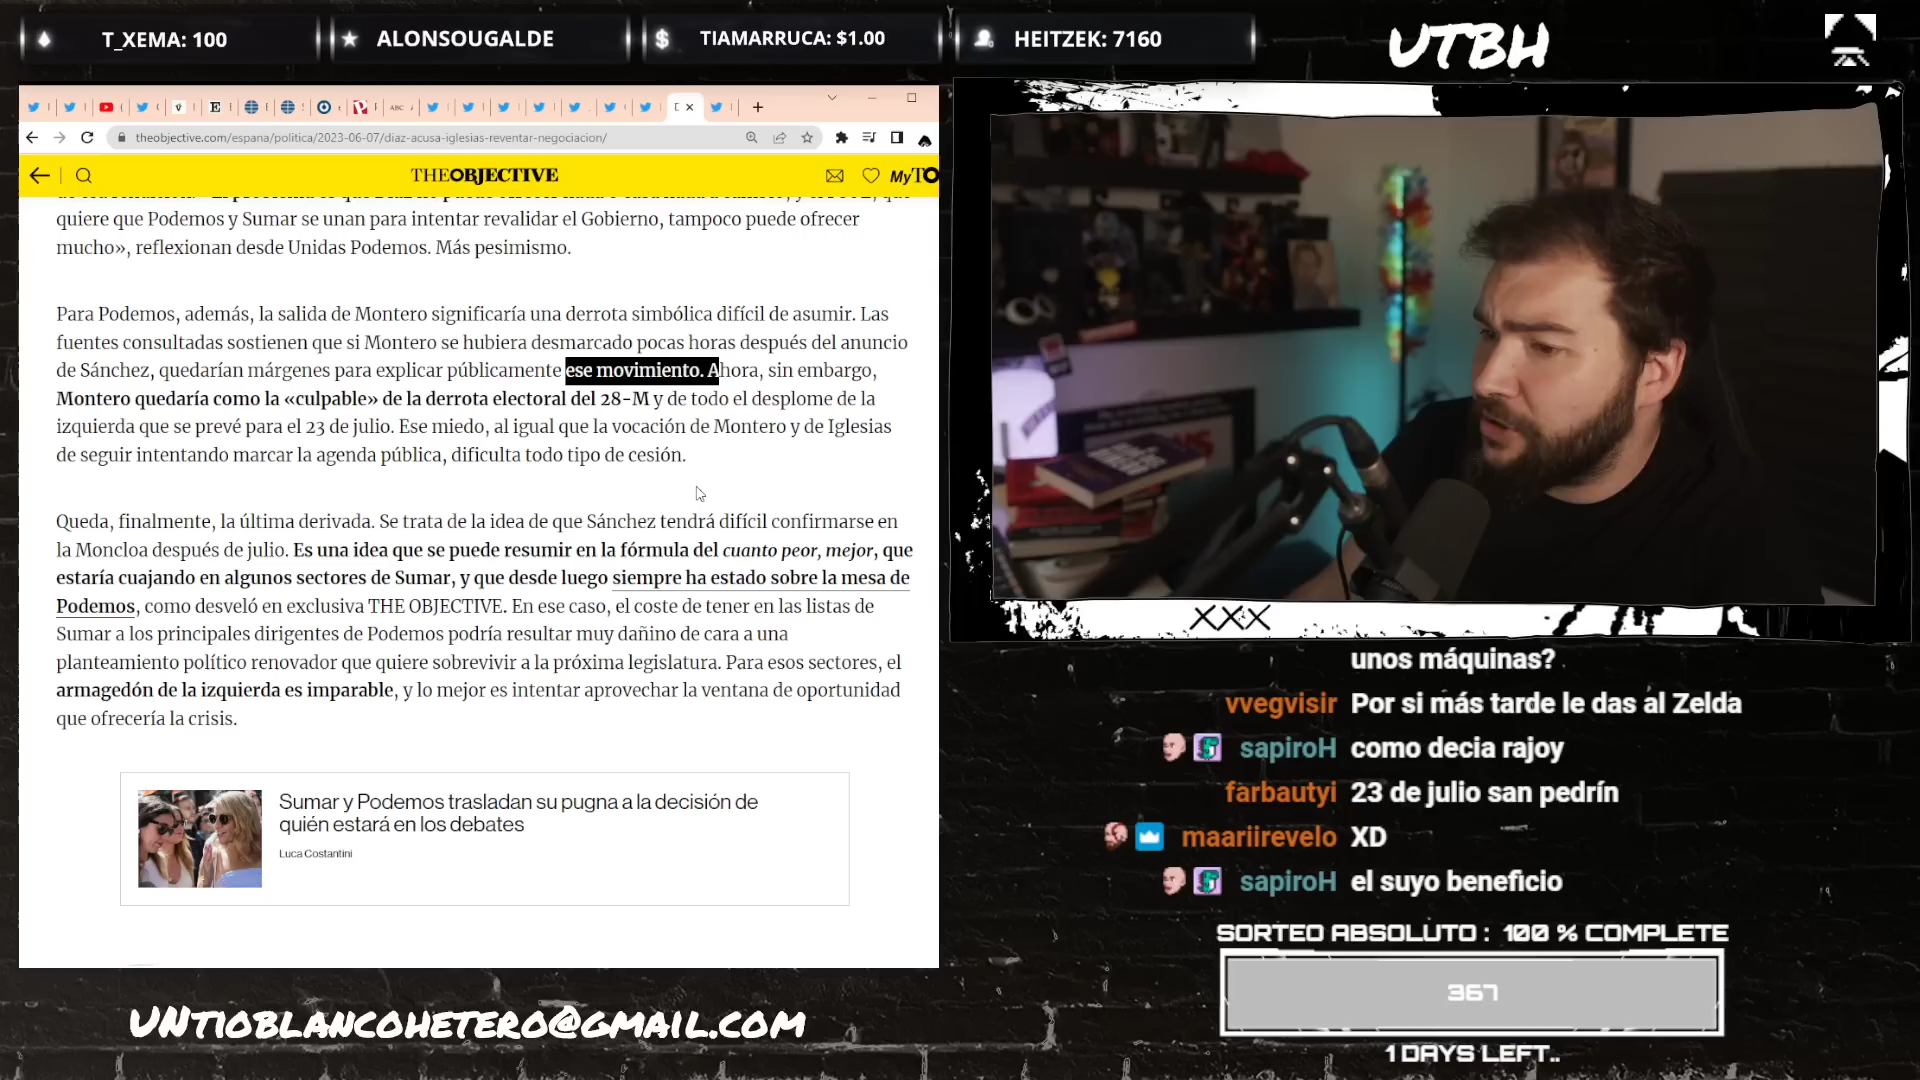 T_XEMA: 100
ALONSOUGALDE
TIAMARRUCA: $1.00
HEITZEK: 7160
UTBH
theobjective.com/espana/politica/2023-06-07/diaz-acusa-iglesias-reventar-negociacion/
THEOBJECTIVE
MyTO
quiere que Podemos y Sumar se unan para intentar revalidar el Gobierno, tampoco puede ofrecer
mucho», reflexionan desde Unidas Podemos. Más pesimismo.
Para Podemos, además, la salida de Montero significaría una derrota simbólica difícil de asumir. Las
fuentes consultadas sostienen que si Montero se hubiera desmarcado pocas horas después del anuncio
de Sánchez, quedarían márgenes para explicar públicamente ese movimiento. Ahora, sin embargo,
Montero quedaría como la «culpable» de la derrota electoral del 28-M y de todo el desplome de la
izquierda que se prevé para el 23 de julio. Ese miedo, al igual que la vocación de Montero y de Iglesias
de seguir intentando marcar la agenda pública, dificulta todo tipo de cesión.
Queda, finalmente, la última derivada. Se trata de la idea de que Sánchez tendrá difícil confirmarse en
la Moncloa después de julio. Es una idea que se puede resumir en la fórmula del cuanto peor, mejor, que
estaría cuajando en algunos sectores de Sumar, y que desde luego siempre ha estado sobre la mesa de
Podemos, como desveló en exclusiva THE OBJECTIVE. En ese caso, el coste de tener en las listas de
Sumar a los principales dirigentes de Podemos podría resultar muy dañino de cara a una
planteamiento político renovador que quiere sobrevivir a la próxima legislatura. Para esos sectores, el
armagedón de la izquierda es imparable, y lo mejor es intentar aprovechar la ventana de oportunidad
que ofrecería la crisis.
Sumar y Podemos trasladan su pugna a la decisión de
quién estará en los debates
Luca Costantini
XXX
unos máquinas?
vvegvisir Por si más tarde le das al Zelda
sapiroH como decia rajoy
farbautyi 23 de julio san pedrín
maariirevelo XD
sapiroH el suyo beneficio
SORTEO ABSOLUTO : 100 % COMPLETE
367
1 DAYS LEFT..
UNTIOBLANCOHETERO@GMAIL.COM